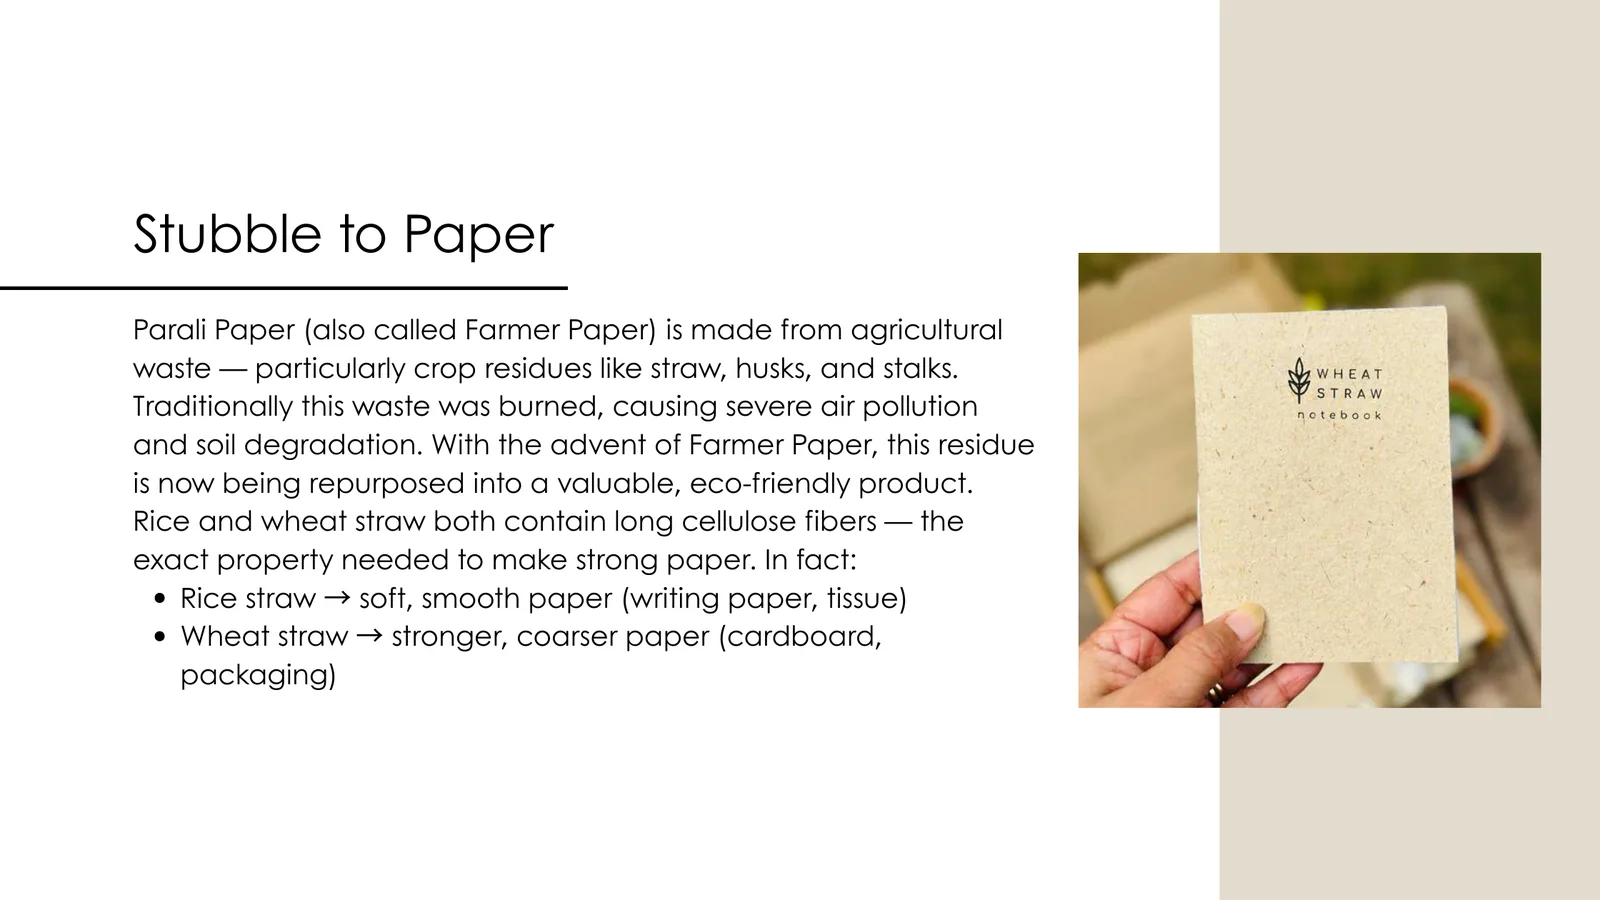 Stubble to Paper
Parali Paper (also called Farmer Paper) is made from agricultural
waste — particularly crop residues like straw, husks, and stalks.
Traditionally this waste was burned, causing severe air pollution
and soil degradation. With the advent of Farmer Paper, this residue
is now being repurposed into a valuable, eco-friendly product.
Rice and wheat straw both contain long cellulose fibers — the
exact property needed to make strong paper. In fact:
• Rice straw → soft, smooth paper (writing paper, tissue)
• Wheat straw → stronger, coarser paper (cardboard,
packaging)
WHEAT
STRAW
notebook